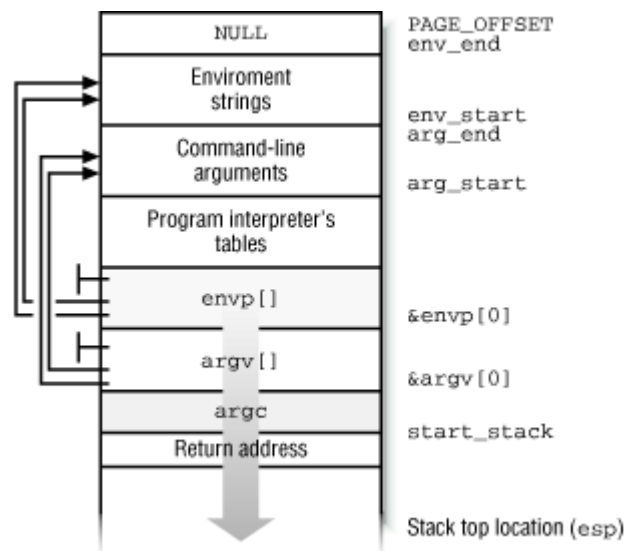 NULL
PAGE_OFFSET
env_end
Enviroment
strings
env_start
arg_end
Command-line
arguments
arg_start
Program interpreter's
tables
envp[]
&envp[0]
argv[]
&argv[0]
argc
start_stack
Return address
Stack top location (esp)